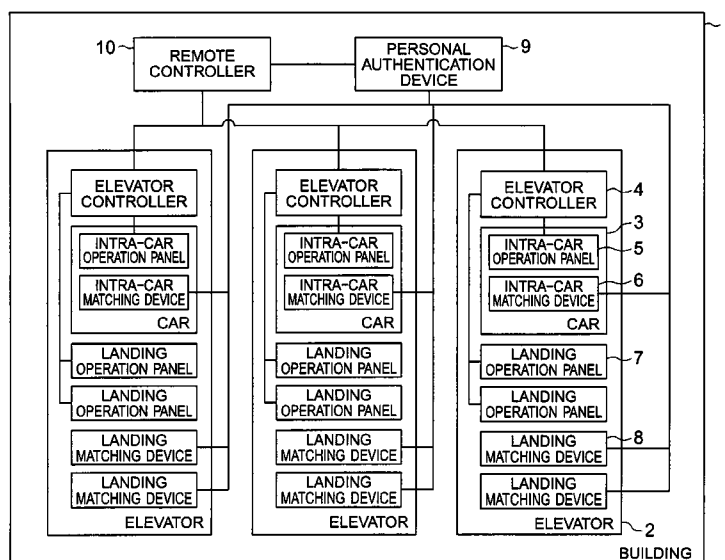 10
REMOTE
CONTROLLER
PERSONAL
AUTHENTICATION
DEVICE
9
ELEVATOR
CONTROLLER
INTRA-CAR
OPERATION PANEL
INTRA-CAR
MATCHING DEVICE
CAR
LANDING
OPERATION PANEL
LANDING
OPERATION PANEL
LANDING
MATCHING DEVICE
LANDING
MATCHING DEVICE
ELEVATOR
ELEVATOR
CONTROLLER
INTRA-CAR
OPERATION PANEL
INTRA-CAR
MATCHING DEVICE
CAR
LANDING
OPERATION PANEL
LANDING
OPERATION PANEL
LANDING
MATCHING DEVICE
LANDING
MATCHING DEVICE
ELEVATOR
ELEVATOR
CONTROLLER
4
3
INTRA-CAR
OPERATION PANEL
5
INTRA-CAR
MATCHING DEVICE
6
CAR
LANDING
OPERATION PANEL
7
LANDING
OPERATION PANEL
LANDING
MATCHING DEVICE
8
LANDING
MATCHING DEVICE
ELEVATOR
2
BUILDING